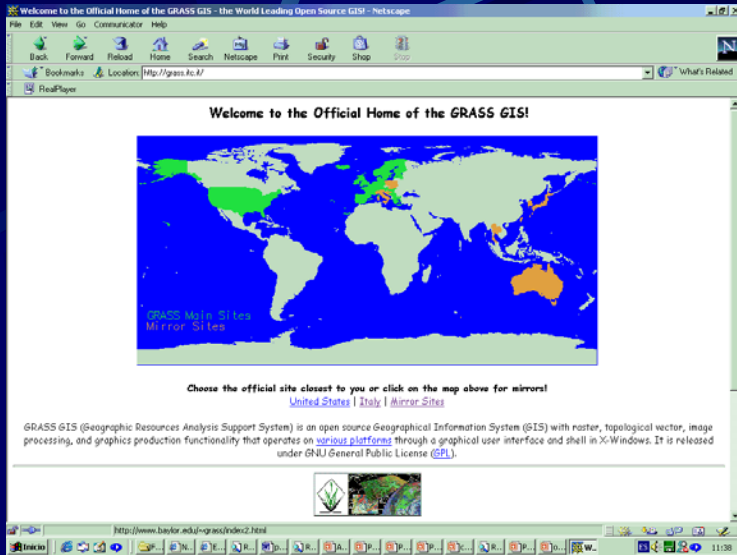 Welcome to the Official Home of the GRASS GIS - the World Leading Open Source GIS! - Netscape
File Edit View Go Communicator Help
Back Forward Reload Home Search Netscape Print Security Shop Stop
Bookmarks Location: http://grass.itc.it/ What's Related
RealPlayer
Welcome to the Official Home of the GRASS GIS!
GRASS Main Sites
Mirror Sites
Choose the official site closest to you or click on the map above for mirrors!
United States | Italy | Mirror Sites
GRASS GIS (Geographic Resources Analysis Support System) is an open source Geographical Information System (GIS) with raster, topological vector, image
processing, and graphics production functionality that operates on various platforms through a graphical user interface and shell in X-Windows. It is released
under GNU General Public License (GPL).
http://www.baylor.edu/~grass/index2.html
Inicio P... N... E... R... p... R... A... P... P... P... c... R... P... o... W... 11:38